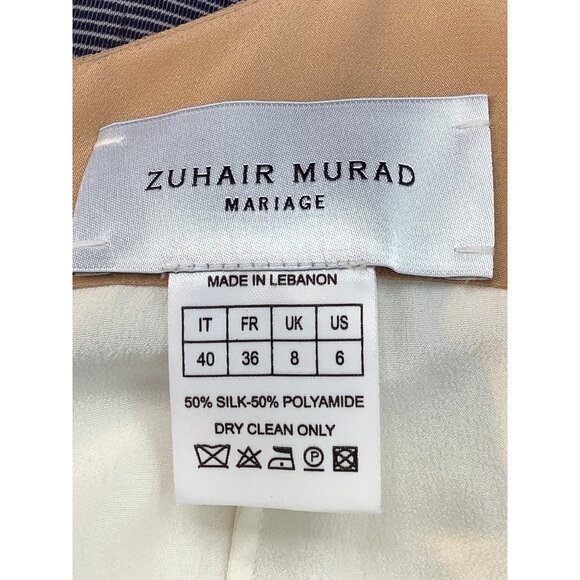 ZUHAIR MURAD
MARIAGE
MADE IN LEBANON
IT FR UK US
40 36 8 6
50% SILK-50% POLYAMIDE
DRY CLEAN ONLY
P